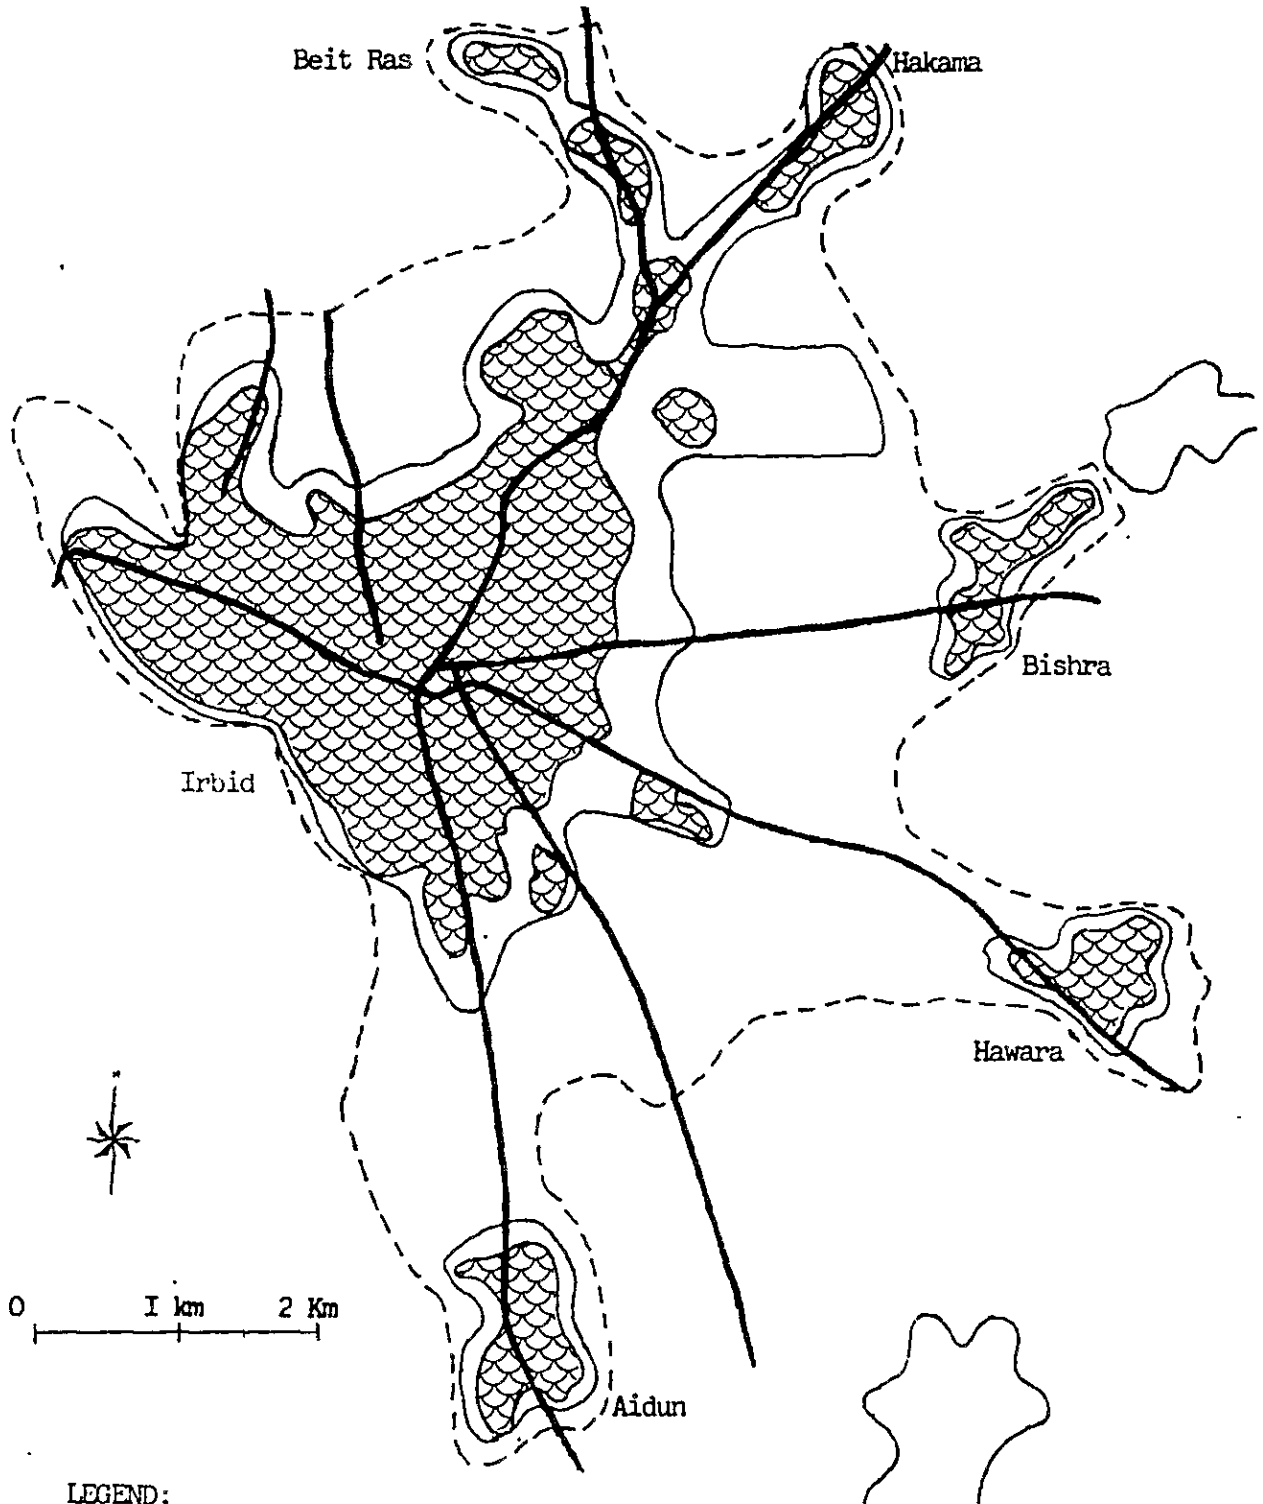 Beit Ras
Hakama
Bishra
Irbid
Hawara
0 I km 2 Km
Aidun
LEGEND: